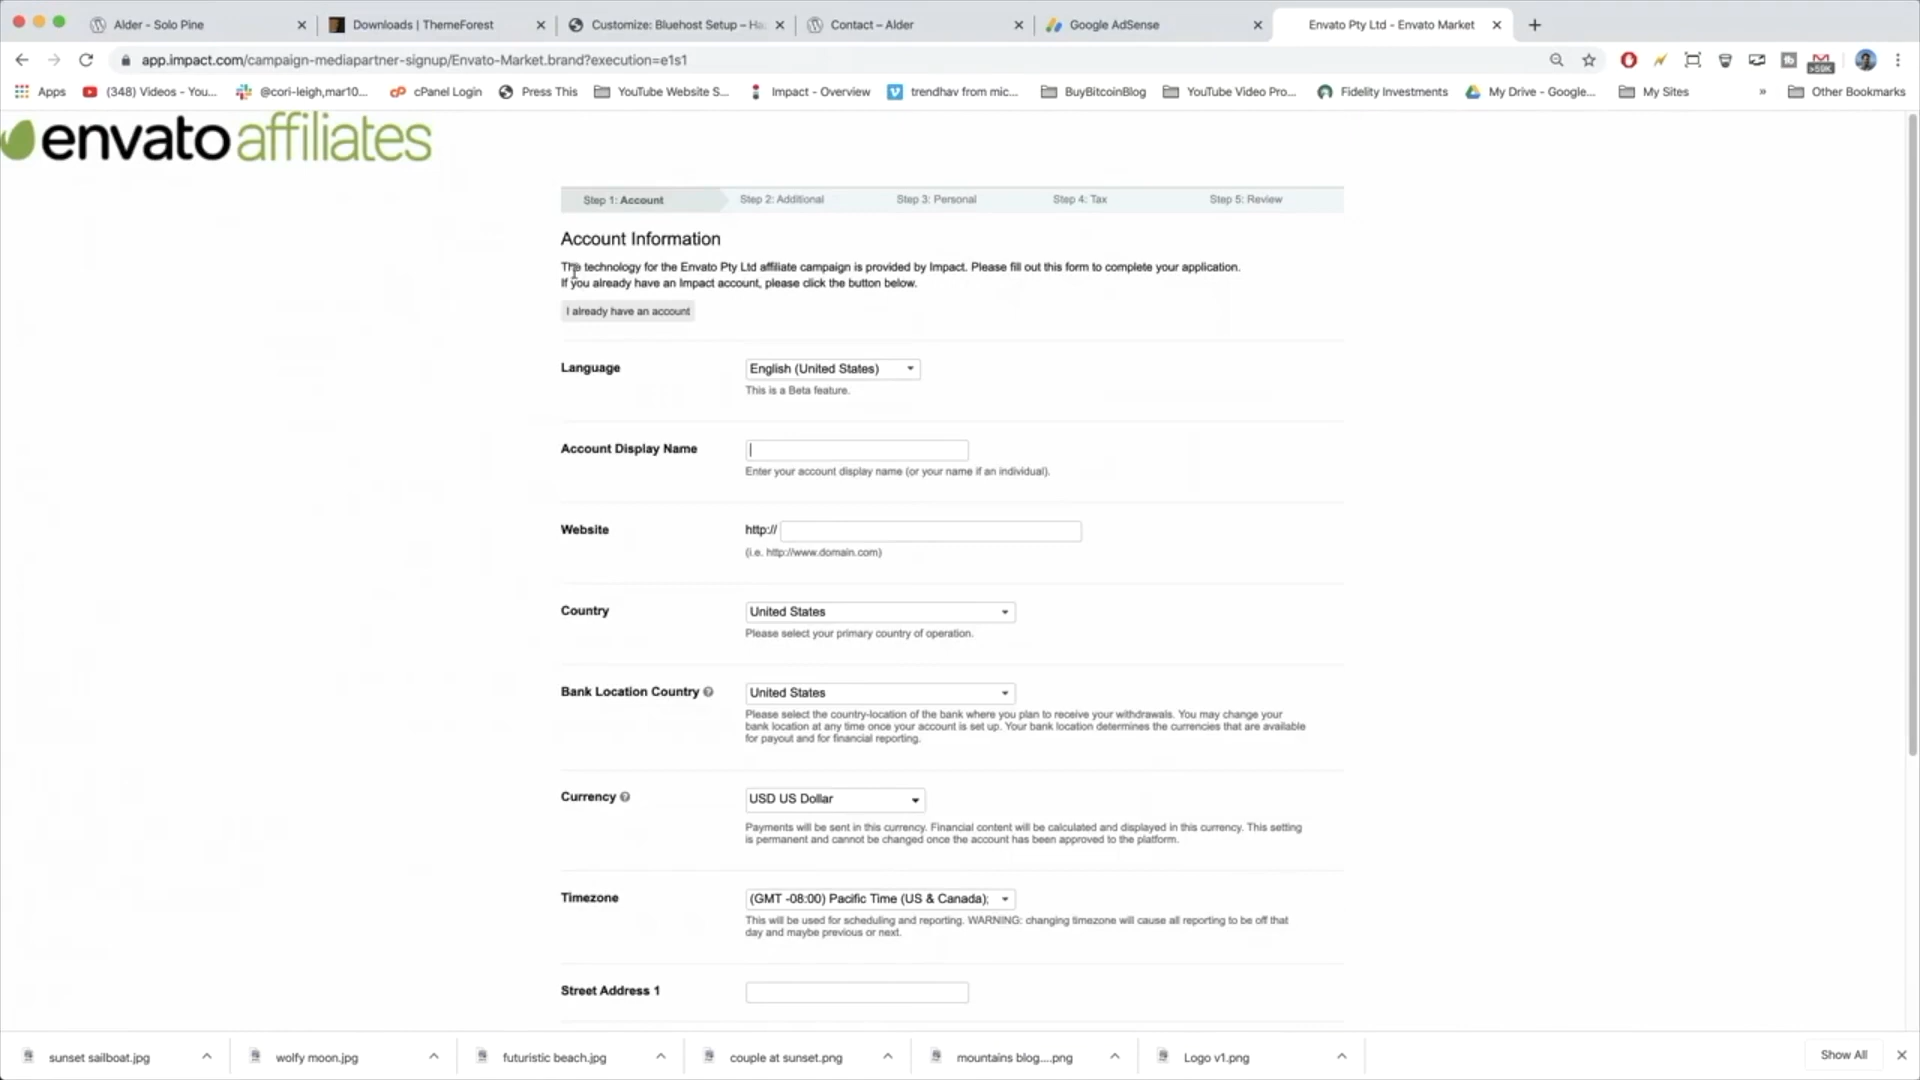 Alder - Solo Pine
Downloads | ThemeForest
Customize: Bluehost Setup – Ha
Contact – Alder
Google AdSense
Envato Pty Ltd - Envato Market
app.impact.com/campaign-mediapartner-signup/Envato-Market.brand?execution=e1s1
Apps
(348) Videos - You...
@cori-leigh,mar10...
cPanel Login
Press This
YouTube Website S...
Impact - Overview
trendhav from mic...
BuyBitcoinBlog
YouTube Video Pro...
Fidelity Investments
My Drive - Google...
My Sites
»
Other Bookmarks
envato affiliates
Step 1: Account
Step 2: Additional
Step 3: Personal
Step 4: Tax
Step 5: Review
Account Information
The technology for the Envato Pty Ltd affiliate campaign is provided by Impact. Please fill out this form to complete your application.
If you already have an Impact account, please click the button below.
I already have an account
Language
English (United States)
This is a Beta feature.
Account Display Name
Enter your account display name (or your name if an individual).
Website
http://
(i.e. http://www.domain.com)
Country
United States
Please select your primary country of operation.
Bank Location Country
United States
Please select the country-location of the bank where you plan to receive your withdrawals. You may change your
bank location at any time once your account is set up. Your bank location determines the currencies that are available
for payout and for financial reporting.
Currency
USD US Dollar
Payments will be sent in this currency. Financial content will be calculated and displayed in this currency. This setting
is permanent and cannot be changed once the account has been approved to the platform.
Timezone
(GMT -08:00) Pacific Time (US & Canada);
This will be used for scheduling and reporting. WARNING: changing timezone will cause all reporting to be off that
day and maybe previous or next.
Street Address 1
sunset sailboat.jpg
wolfy moon.jpg
futuristic beach.jpg
couple at sunset.png
mountains blog....png
Logo v1.png
Show All